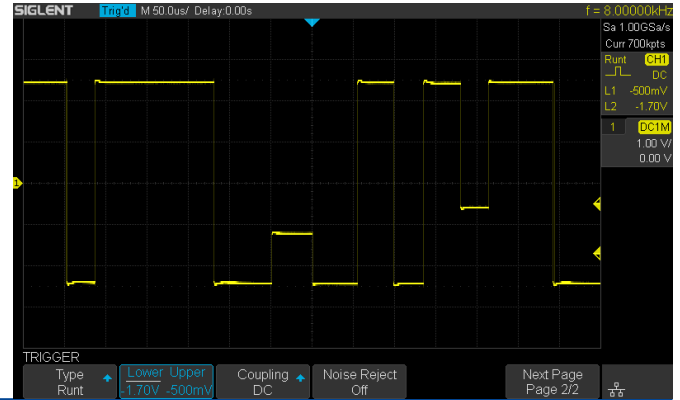 SIGLENT Trig'd M 50.0us/ Delay:0.00s f = 8.00000kHz
Sa 1.00GSa/s
Curr 700kpts
Runt CH1
DC
L1 -500mV
L2 -1.70V
1 DC1M
1.00 V/
0.00 V
1
TRIGGER
Type
Runt
Lower Upper
-1.70V -500mV
Coupling
DC
Noise Reject
Off
Next Page
Page 2/2